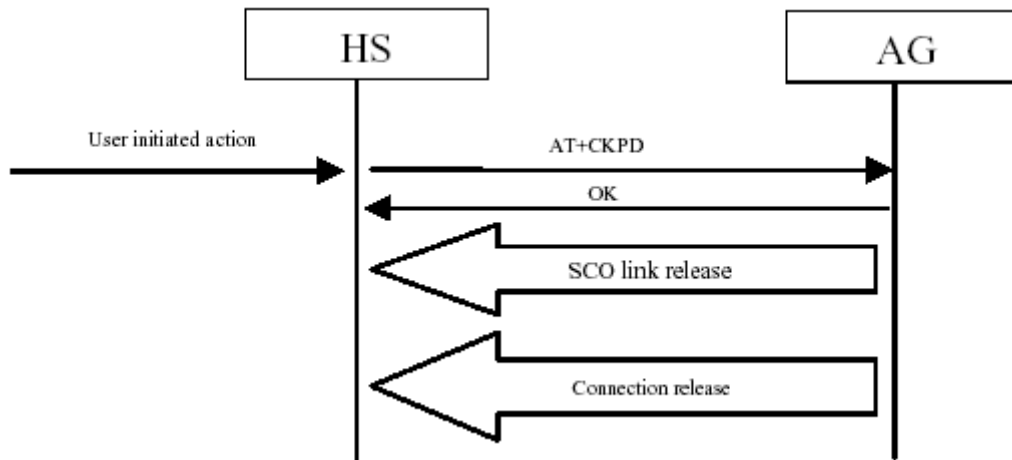 HS
AG
User initiated action
AT+CKPD
OK
SCO link release
Connection release